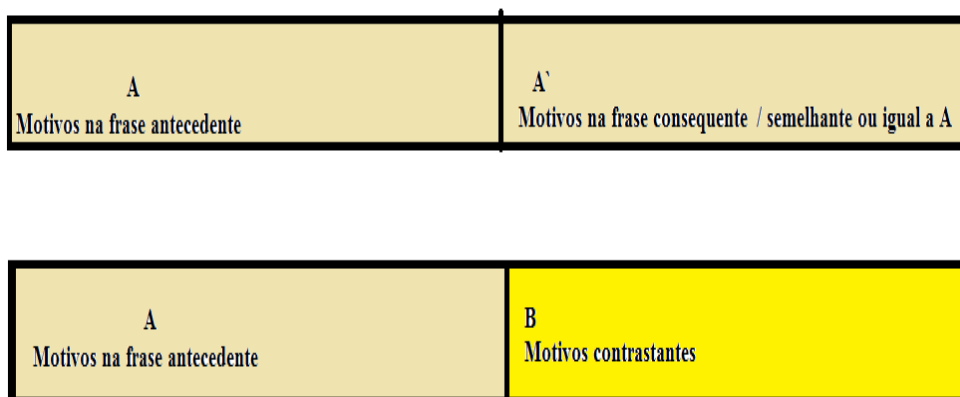 A
Motivos na frase antecedente
A`
Motivos na frase consequente / semelhante ou igual a A
A
Motivos na frase antecedente
B
Motivos contrastantes